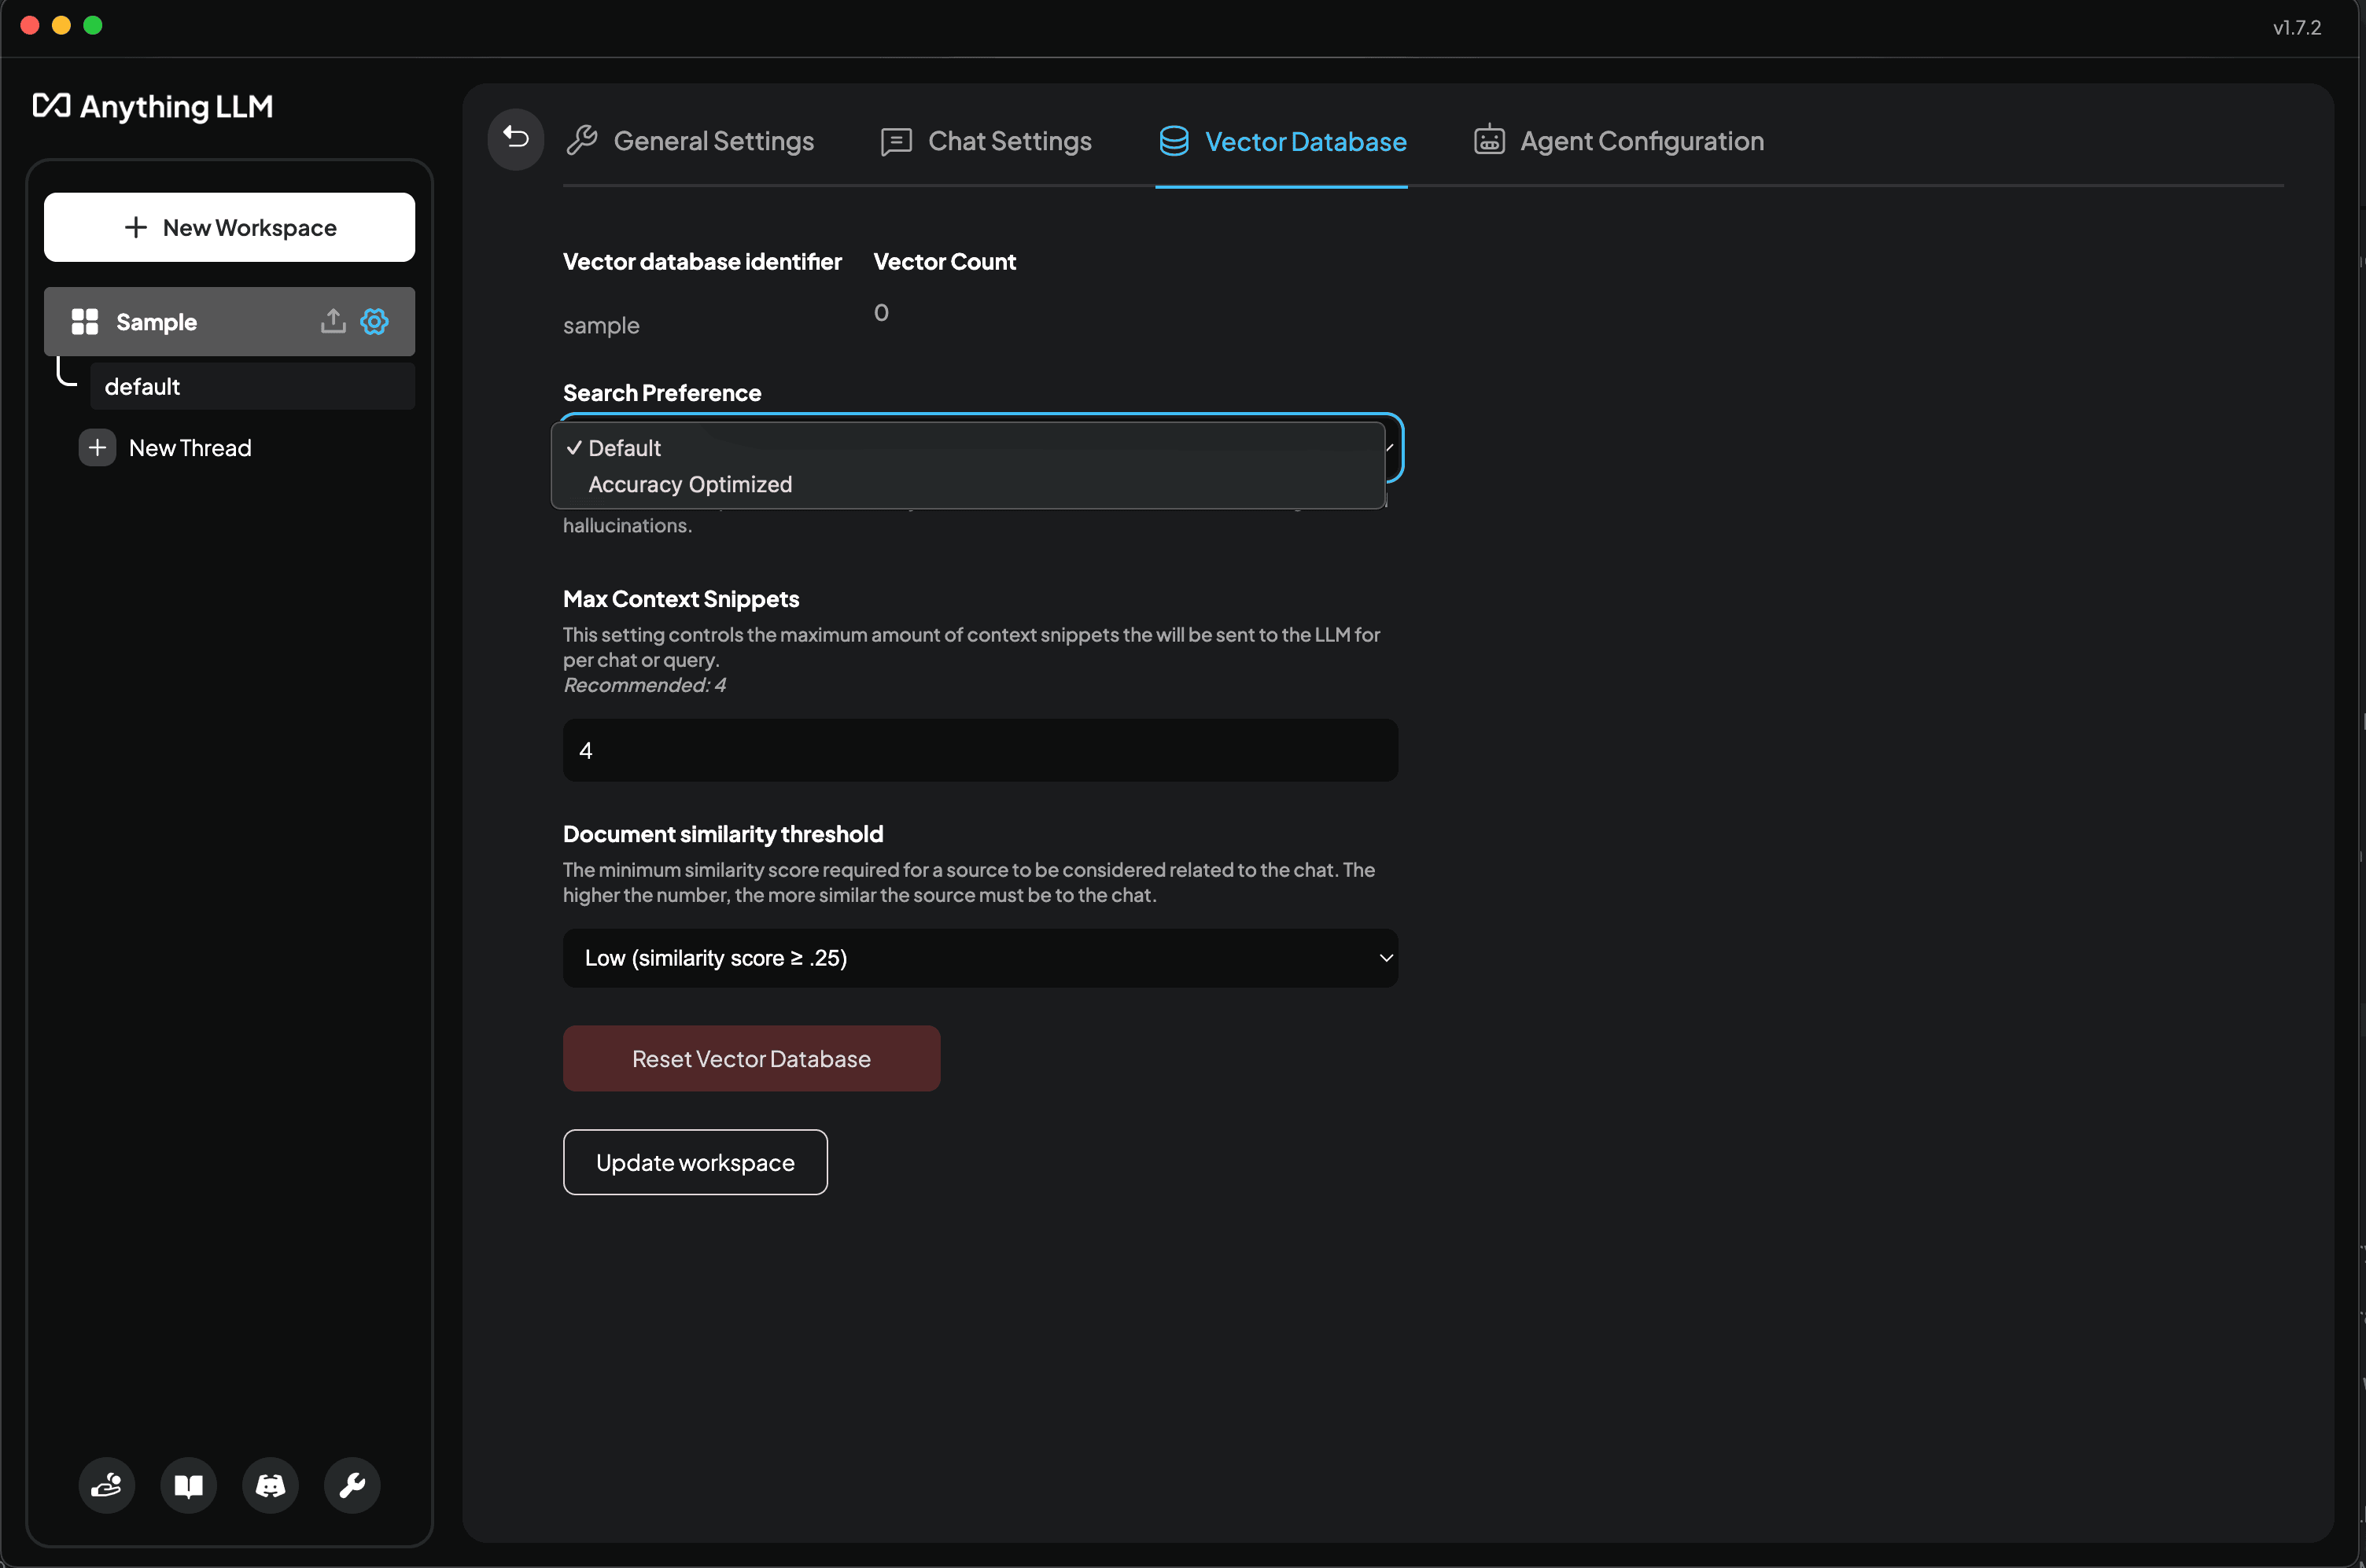 v1.7.2
Anything LLM
New Workspace
Sample
default
New Thread
General Settings
Chat Settings
Vector Database
Agent Configuration
Vector database identifier
Vector Count
sample
0
Search Preference
Default
Accuracy Optimized
hallucinations.
Max Context Snippets
This setting controls the maximum amount of context snippets the will be sent to the LLM for
per chat or query.
Recommended: 4
4
Document similarity threshold
The minimum similarity score required for a source to be considered related to the chat. The
higher the number, the more similar the source must be to the chat.
Low (similarity score ≥ .25)
Reset Vector Database
Update workspace